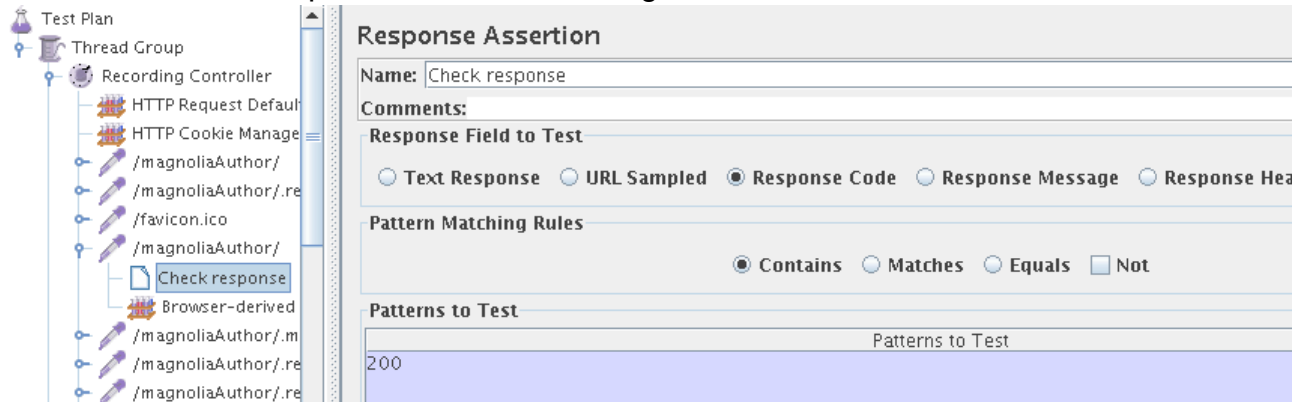 Test Plan
Thread Group
Recording Controller
HTTP Request Defaul
HTTP Cookie Manage
/magnoliaAuthor/
/magnoliaAuthor/.re
/favicon.ico
/magnoliaAuthor/
Check response
Browser-derived
/magnoliaAuthor/.m
/magnoliaAuthor/.re
/magnoliaAuthor/.re
Response Assertion
Name: Check response
Comments:
Response Field to Test
Text Response URL Sampled Response Code Response Message Response Hea
Pattern Matching Rules
Contains Matches Equals Not
Patterns to Test
Patterns to Test
200